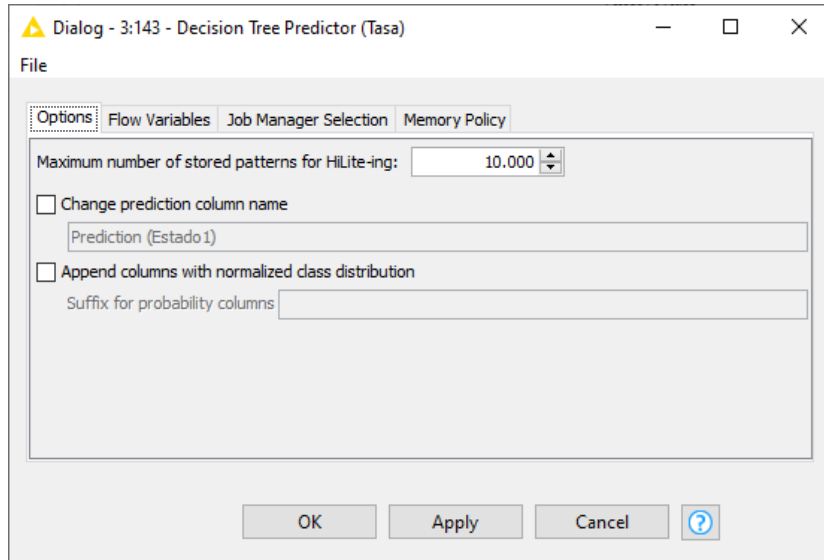 Dialog - 3:143 - Decision Tree Predictor (Tasa)
File
Options Flow Variables Job Manager Selection Memory Policy
Maximum number of stored patterns for HiLite-ing: 10.000
Change prediction column name
Prediction (Estado1)
Append columns with normalized class distribution
Suffix for probability columns
OK Apply Cancel ?